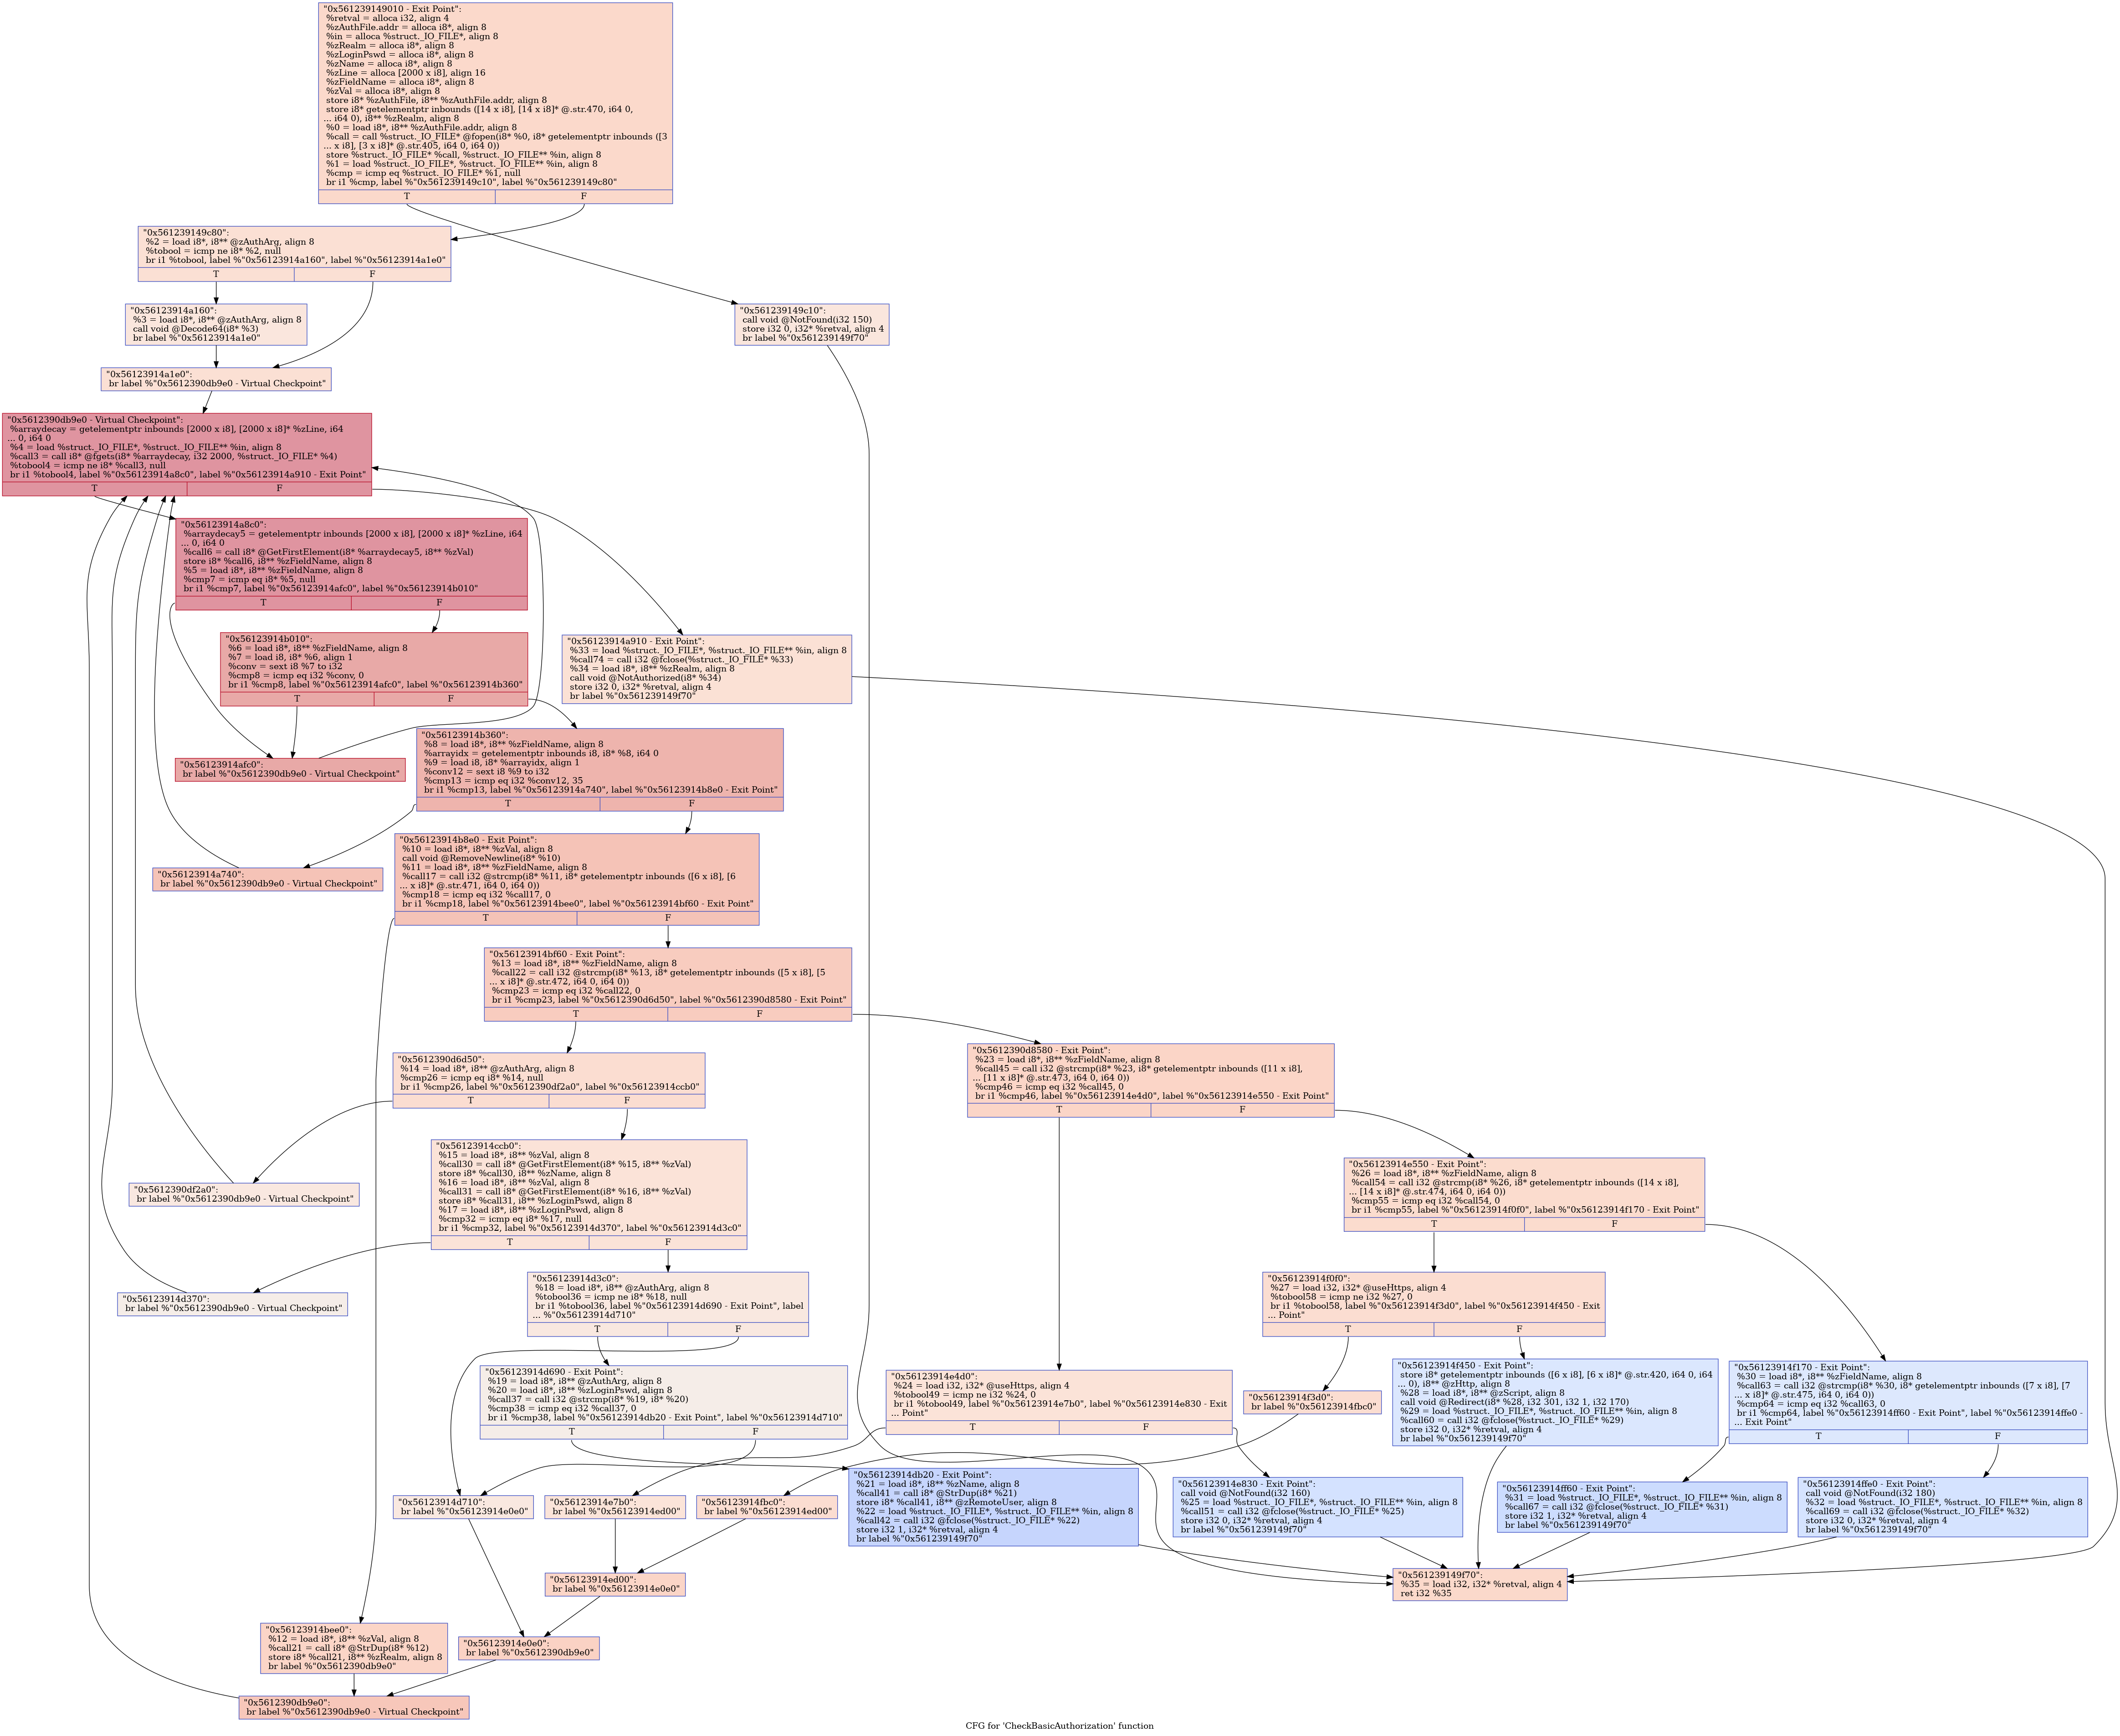 "0x561239149010 - Exit Point":
%retval = alloca i32, align 4
%zAuthFile.addr = alloca i8*, align 8
%in = alloca %struct._IO_FILE*, align 8
%zRealm = alloca i8*, align 8
%zLoginPswd = alloca i8*, align 8
%zName = alloca i8*, align 8
%zLine = alloca [2000 x i8], align 16
%zFieldName = alloca i8*, align 8
%zVal = alloca i8*, align 8
store i8* %zAuthFile, i8** %zAuthFile.addr, align 8
store i8* getelementptr inbounds ([14 x i8], [14 x i8]* @.str.470, i64 0,
... i64 0), i8** %zRealm, align 8
%0 = load i8*, i8** %zAuthFile.addr, align 8
%call = call %struct._IO_FILE* @fopen(i8* %0, i8* getelementptr inbounds ([3
... x i8], [3 x i8]* @.str.405, i64 0, i64 0))
store %struct._IO_FILE* %call, %struct._IO_FILE** %in, align 8
%1 = load %struct._IO_FILE*, %struct._IO_FILE** %in, align 8
%cmp = icmp eq %struct._IO_FILE* %1, null
br i1 %cmp, label %"0x561239149c10", label %"0x561239149c80"
T
F
"0x561239149c80":
%2 = load i8*, i8** @zAuthArg, align 8
%tobool = icmp ne i8* %2, null
br i1 %tobool, label %"0x56123914a160", label %"0x56123914a1e0"
T
F
"0x56123914a160":
%3 = load i8*, i8** @zAuthArg, align 8
call void @Decode64(i8* %3)
br label %"0x56123914a1e0"
"0x561239149c10":
call void @NotFound(i32 150)
store i32 0, i32* %retval, align 4
br label %"0x561239149f70"
"0x56123914a1e0":
br label %"0x5612390db9e0 - Virtual Checkpoint"
"0x5612390db9e0 - Virtual Checkpoint":
%arraydecay = getelementptr inbounds [2000 x i8], [2000 x i8]* %zLine, i64
... 0, i64 0
%4 = load %struct._IO_FILE*, %struct._IO_FILE** %in, align 8
%call3 = call i8* @fgets(i8* %arraydecay, i32 2000, %struct._IO_FILE* %4)
%tobool4 = icmp ne i8* %call3, null
br i1 %tobool4, label %"0x56123914a8c0", label %"0x56123914a910 - Exit Point"
T
F
"0x56123914a8c0":
%arraydecay5 = getelementptr inbounds [2000 x i8], [2000 x i8]* %zLine, i64
... 0, i64 0
%call6 = call i8* @GetFirstElement(i8* %arraydecay5, i8** %zVal)
store i8* %call6, i8** %zFieldName, align 8
%5 = load i8*, i8** %zFieldName, align 8
%cmp7 = icmp eq i8* %5, null
br i1 %cmp7, label %"0x56123914afc0", label %"0x56123914b010"
T
F
"0x56123914b010":
%6 = load i8*, i8** %zFieldName, align 8
%7 = load i8, i8* %6, align 1
%conv = sext i8 %7 to i32
%cmp8 = icmp eq i32 %conv, 0
br i1 %cmp8, label %"0x56123914afc0", label %"0x56123914b360"
T
F
"0x56123914a910 - Exit Point":
%33 = load %struct._IO_FILE*, %struct._IO_FILE** %in, align 8
%call74 = call i32 @fclose(%struct._IO_FILE* %33)
%34 = load i8*, i8** %zRealm, align 8
call void @NotAuthorized(i8* %34)
store i32 0, i32* %retval, align 4
br label %"0x561239149f70"
"0x56123914afc0":
br label %"0x5612390db9e0 - Virtual Checkpoint"
"0x56123914b360":
%8 = load i8*, i8** %zFieldName, align 8
%arrayidx = getelementptr inbounds i8, i8* %8, i64 0
%9 = load i8, i8* %arrayidx, align 1
%conv12 = sext i8 %9 to i32
%cmp13 = icmp eq i32 %conv12, 35
br i1 %cmp13, label %"0x56123914a740", label %"0x56123914b8e0 - Exit Point"
T
F
"0x56123914a740":
br label %"0x5612390db9e0 - Virtual Checkpoint"
"0x56123914b8e0 - Exit Point":
%10 = load i8*, i8** %zVal, align 8
call void @RemoveNewline(i8* %10)
%11 = load i8*, i8** %zFieldName, align 8
%call17 = call i32 @strcmp(i8* %11, i8* getelementptr inbounds ([6 x i8], [6
... x i8]* @.str.471, i64 0, i64 0))
%cmp18 = icmp eq i32 %call17, 0
br i1 %cmp18, label %"0x56123914bee0", label %"0x56123914bf60 - Exit Point"
T
F
"0x56123914bf60 - Exit Point":
%13 = load i8*, i8** %zFieldName, align 8
%call22 = call i32 @strcmp(i8* %13, i8* getelementptr inbounds ([5 x i8], [5
... x i8]* @.str.472, i64 0, i64 0))
%cmp23 = icmp eq i32 %call22, 0
br i1 %cmp23, label %"0x5612390d6d50", label %"0x5612390d8580 - Exit Point"
T
F
"0x5612390d6d50":
%14 = load i8*, i8** @zAuthArg, align 8
%cmp26 = icmp eq i8* %14, null
br i1 %cmp26, label %"0x5612390df2a0", label %"0x56123914ccb0"
T
F
"0x5612390d8580 - Exit Point":
%23 = load i8*, i8** %zFieldName, align 8
%call45 = call i32 @strcmp(i8* %23, i8* getelementptr inbounds ([11 x i8],
... [11 x i8]* @.str.473, i64 0, i64 0))
%cmp46 = icmp eq i32 %call45, 0
br i1 %cmp46, label %"0x56123914e4d0", label %"0x56123914e550 - Exit Point"
T
F
"0x5612390df2a0":
br label %"0x5612390db9e0 - Virtual Checkpoint"
"0x56123914ccb0":
%15 = load i8*, i8** %zVal, align 8
%call30 = call i8* @GetFirstElement(i8* %15, i8** %zVal)
store i8* %call30, i8** %zName, align 8
%16 = load i8*, i8** %zVal, align 8
%call31 = call i8* @GetFirstElement(i8* %16, i8** %zVal)
store i8* %call31, i8** %zLoginPswd, align 8
%17 = load i8*, i8** %zLoginPswd, align 8
%cmp32 = icmp eq i8* %17, null
br i1 %cmp32, label %"0x56123914d370", label %"0x56123914d3c0"
T
F
"0x56123914e550 - Exit Point":
%26 = load i8*, i8** %zFieldName, align 8
%call54 = call i32 @strcmp(i8* %26, i8* getelementptr inbounds ([14 x i8],
... [14 x i8]* @.str.474, i64 0, i64 0))
%cmp55 = icmp eq i32 %call54, 0
br i1 %cmp55, label %"0x56123914f0f0", label %"0x56123914f170 - Exit Point"
T
F
"0x56123914d370":
br label %"0x5612390db9e0 - Virtual Checkpoint"
"0x56123914d3c0":
%18 = load i8*, i8** @zAuthArg, align 8
%tobool36 = icmp ne i8* %18, null
br i1 %tobool36, label %"0x56123914d690 - Exit Point", label
... %"0x56123914d710"
T
F
"0x56123914f0f0":
%27 = load i32, i32* @useHttps, align 4
%tobool58 = icmp ne i32 %27, 0
br i1 %tobool58, label %"0x56123914f3d0", label %"0x56123914f450 - Exit
... Point"
T
F
"0x56123914d690 - Exit Point":
%19 = load i8*, i8** @zAuthArg, align 8
%20 = load i8*, i8** %zLoginPswd, align 8
%call37 = call i32 @strcmp(i8* %19, i8* %20)
%cmp38 = icmp eq i32 %call37, 0
br i1 %cmp38, label %"0x56123914db20 - Exit Point", label %"0x56123914d710"
T
F
"0x56123914e4d0":
%24 = load i32, i32* @useHttps, align 4
%tobool49 = icmp ne i32 %24, 0
br i1 %tobool49, label %"0x56123914e7b0", label %"0x56123914e830 - Exit
... Point"
T
F
"0x56123914f3d0":
br label %"0x56123914fbc0"
"0x56123914f450 - Exit Point":
store i8* getelementptr inbounds ([6 x i8], [6 x i8]* @.str.420, i64 0, i64
... 0), i8** @zHttp, align 8
%28 = load i8*, i8** @zScript, align 8
call void @Redirect(i8* %28, i32 301, i32 1, i32 170)
%29 = load %struct._IO_FILE*, %struct._IO_FILE** %in, align 8
%call60 = call i32 @fclose(%struct._IO_FILE* %29)
store i32 0, i32* %retval, align 4
br label %"0x561239149f70"
"0x56123914f170 - Exit Point":
%30 = load i8*, i8** %zFieldName, align 8
%call63 = call i32 @strcmp(i8* %30, i8* getelementptr inbounds ([7 x i8], [7
... x i8]* @.str.475, i64 0, i64 0))
%cmp64 = icmp eq i32 %call63, 0
br i1 %cmp64, label %"0x56123914ff60 - Exit Point", label %"0x56123914ffe0 -
... Exit Point"
T
F
"0x56123914d710":
br label %"0x56123914e0e0"
"0x56123914e7b0":
br label %"0x56123914ed00"
"0x56123914fbc0":
br label %"0x56123914ed00"
"0x56123914db20 - Exit Point":
%21 = load i8*, i8** %zName, align 8
%call41 = call i8* @StrDup(i8* %21)
store i8* %call41, i8** @zRemoteUser, align 8
%22 = load %struct._IO_FILE*, %struct._IO_FILE** %in, align 8
%call42 = call i32 @fclose(%struct._IO_FILE* %22)
store i32 1, i32* %retval, align 4
br label %"0x561239149f70"
"0x56123914e830 - Exit Point":
call void @NotFound(i32 160)
%25 = load %struct._IO_FILE*, %struct._IO_FILE** %in, align 8
%call51 = call i32 @fclose(%struct._IO_FILE* %25)
store i32 0, i32* %retval, align 4
br label %"0x561239149f70"
"0x56123914ff60 - Exit Point":
%31 = load %struct._IO_FILE*, %struct._IO_FILE** %in, align 8
%call67 = call i32 @fclose(%struct._IO_FILE* %31)
store i32 1, i32* %retval, align 4
br label %"0x561239149f70"
"0x56123914ffe0 - Exit Point":
call void @NotFound(i32 180)
%32 = load %struct._IO_FILE*, %struct._IO_FILE** %in, align 8
%call69 = call i32 @fclose(%struct._IO_FILE* %32)
store i32 0, i32* %retval, align 4
br label %"0x561239149f70"
"0x56123914ed00":
br label %"0x56123914e0e0"
"0x561239149f70":
%35 = load i32, i32* %retval, align 4
ret i32 %35
"0x56123914bee0":
%12 = load i8*, i8** %zVal, align 8
%call21 = call i8* @StrDup(i8* %12)
store i8* %call21, i8** %zRealm, align 8
br label %"0x5612390db9e0"
"0x56123914e0e0":
br label %"0x5612390db9e0"
"0x5612390db9e0":
br label %"0x5612390db9e0 - Virtual Checkpoint"
CFG for 'CheckBasicAuthorization' function